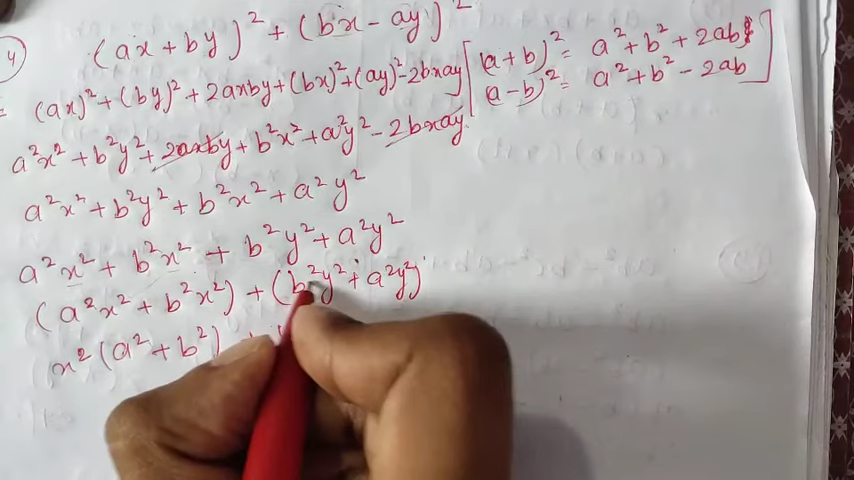 4 (ax + by)² + (bx - ay)²
= (ax)² + (by)² + 2axby + (bx)² + (ay)² - 2bxay [(a + b)² = a² + b² + 2ab
(a - b)² = a² + b² - 2ab]
a²x² + b²y² + 2axby + b²x² + a²y² - 2bxay
a²x² + b²y² + b²x² + a²y²
a²x² + b²x² + b²y² + a²y²
(a²x² + b²x²) + (b²y² + a²y²)
x²(a² + b²) +